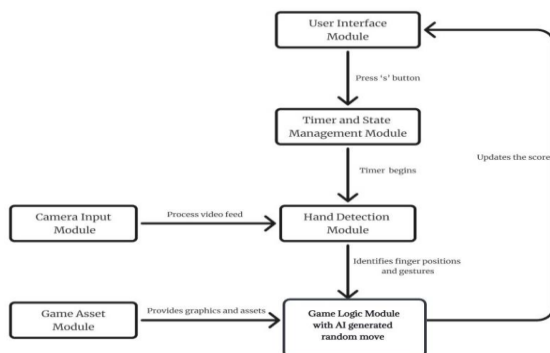 User Interface
Module
Press ‘s’ button
Timer and State
Management Module
Updates the score
Timer begins
Camera Input
Module
Process video feed
Hand Detection
Module
Identifies finger positions
and gestures
Game Asset
Module
Provides graphics and assets
Game Logic Module
with AI generated
random move